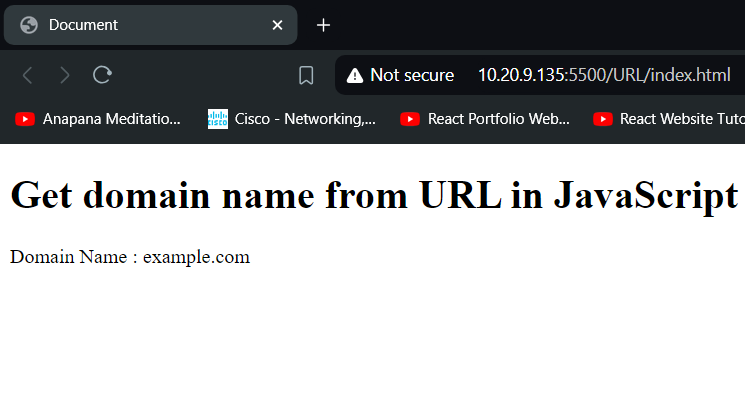 Document
Not secure 10.20.9.135:5500/URL/index.html
Anapana Meditatio... CISCO Cisco - Networking,... React Portfolio Web... React Website Tuto
Get domain name from URL in JavaScript
Domain Name : example.com